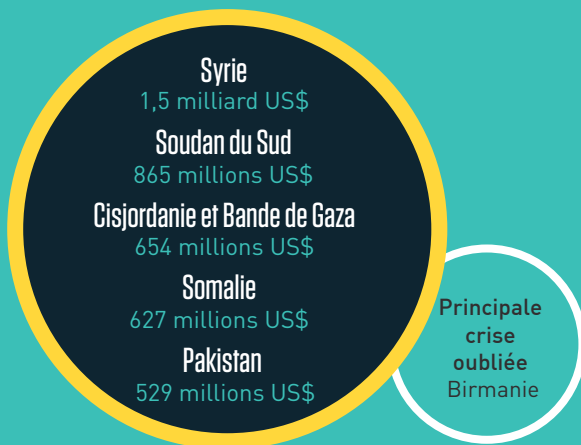 Syrie
1,5 milliard US$
Soudan du Sud
865 millions US$
Cisjordanie et Bande de Gaza
654 millions US$
Somalie
627 millions US$
Pakistan
529 millions US$
Principale
crise
oubliée
Birmanie